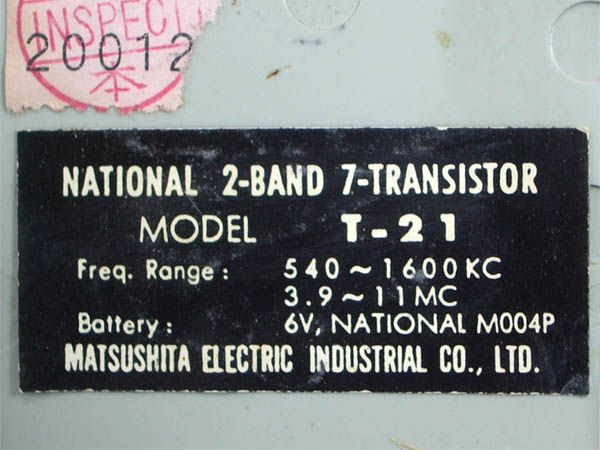 INSPECT
20012
本
NATIONAL 2-BAND 7-TRANSISTOR
MODEL T-21
Freq. Range: 540~1600KC
3.9~11MC
Battery: 6V, NATIONAL M004P
MATSUSHITA ELECTRIC INDUSTRIAL CO., LTD.